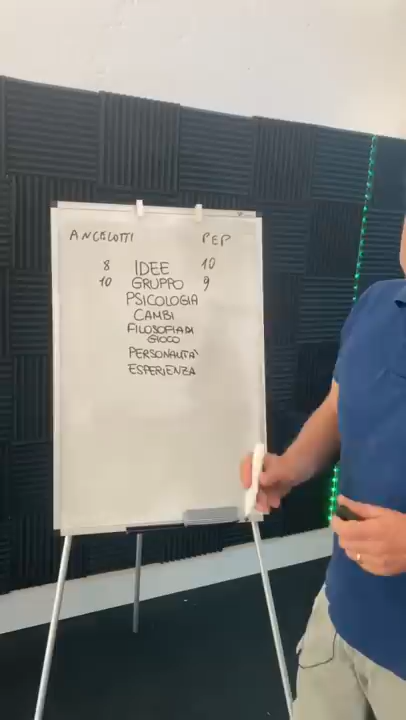 ANCELOTTI PEP
8 IDEE 10
10 GRUPPO 9
PSICOLOGIA
CAMBI
FILOSOFIA DI
GIOCO
PERSONALITA'
ESPERIENZA